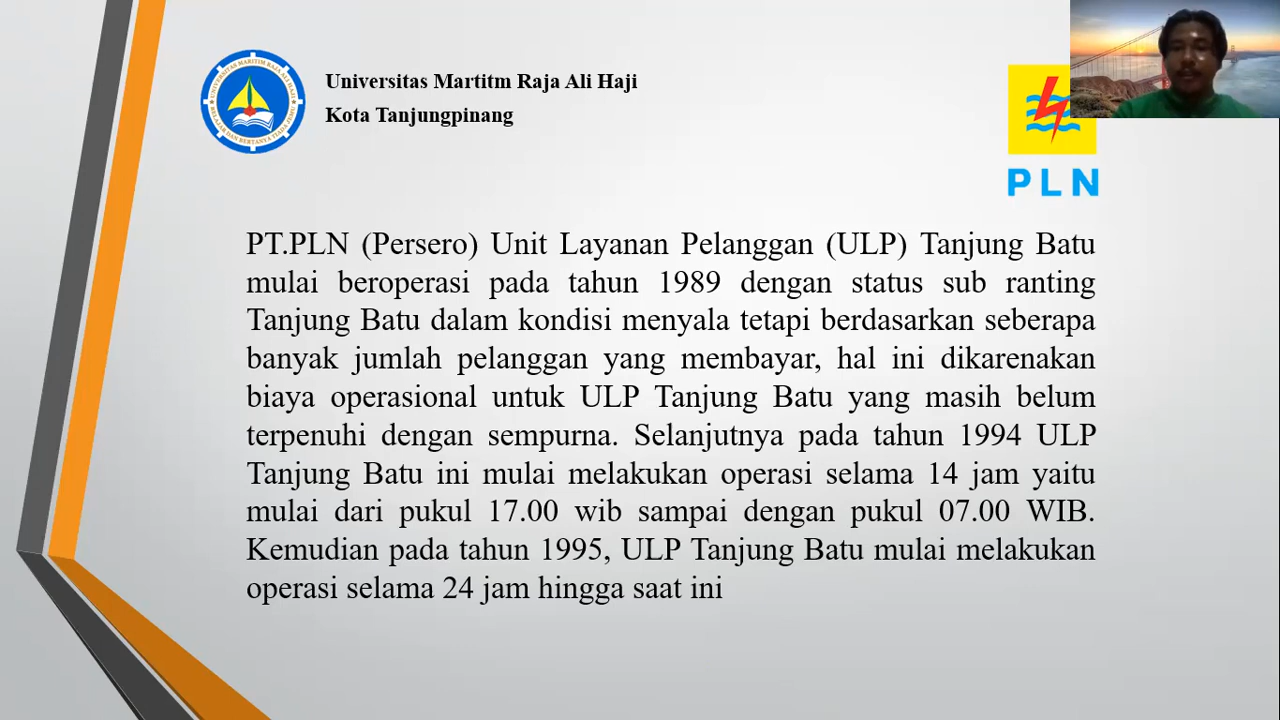 Universitas Martitm Raja Ali Haji
Kota Tanjungpinang
PLN
PT.PLN (Persero) Unit Layanan Pelanggan (ULP) Tanjung Batu
mulai beroperasi pada tahun 1989 dengan status sub ranting
Tanjung Batu dalam kondisi menyala tetapi berdasarkan seberapa
banyak jumlah pelanggan yang membayar, hal ini dikarenakan
biaya operasional untuk ULP Tanjung Batu yang masih belum
terpenuhi dengan sempurna. Selanjutnya pada tahun 1994 ULP
Tanjung Batu ini mulai melakukan operasi selama 14 jam yaitu
mulai dari pukul 17.00 wib sampai dengan pukul 07.00 WIB.
Kemudian pada tahun 1995, ULP Tanjung Batu mulai melakukan
operasi selama 24 jam hingga saat ini